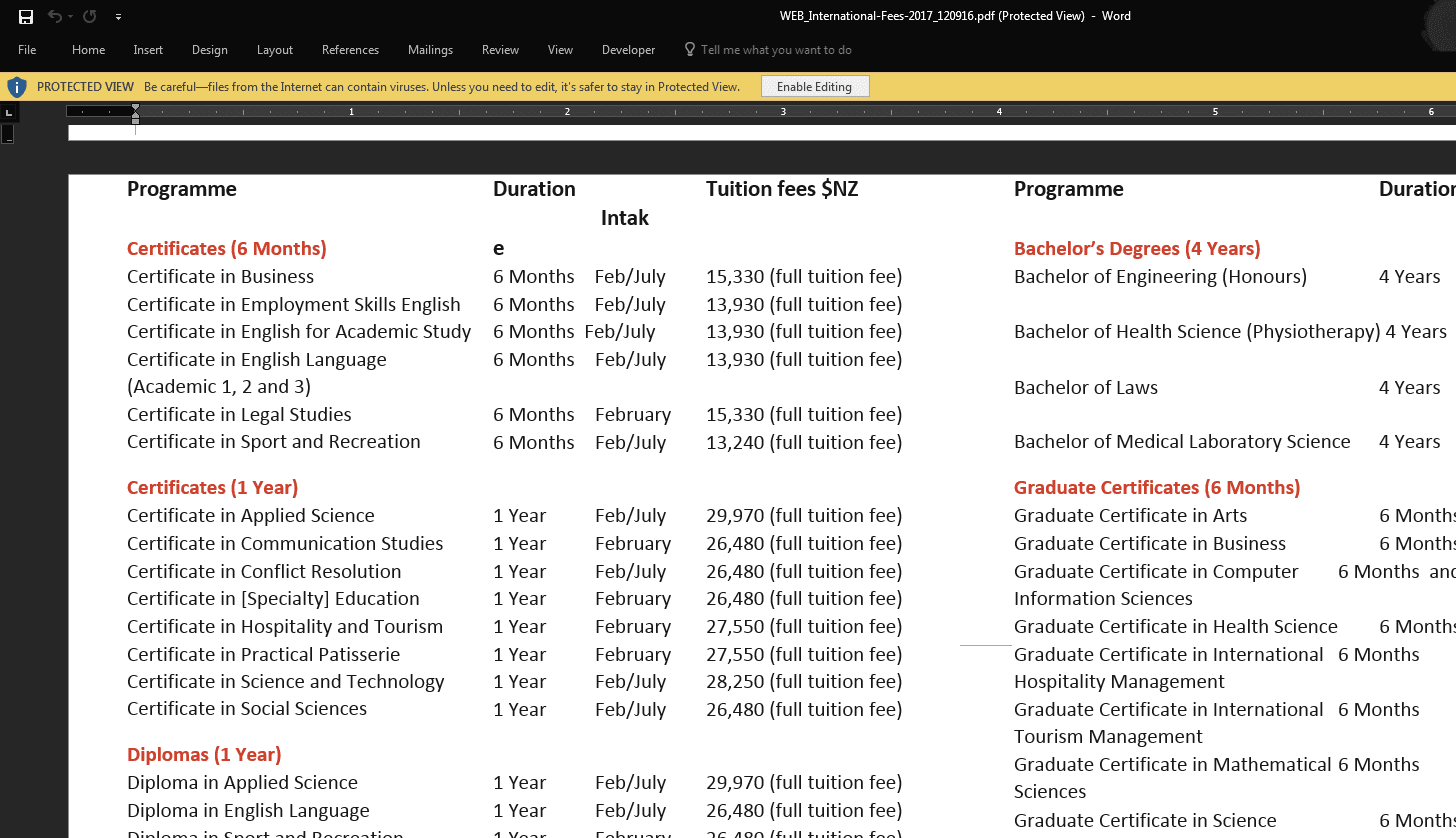 WEB_International-Fees-2017_120916.pdf (Protected View) - Word
File Home Insert Design Layout References Mailings Review View Developer Tell me what you want to do
PROTECTED VIEW Be careful—files from the Internet can contain viruses. Unless you need to edit, it's safer to stay in Protected View. Enable Editing
1 2 3 4 5 6
Programme Duration Tuition fees $NZ
Intak
Certificates (6 Months) e
Certificate in Business 6 Months Feb/July 15,330 (full tuition fee)
Certificate in Employment Skills English 6 Months Feb/July 13,930 (full tuition fee)
Certificate in English for Academic Study 6 Months Feb/July 13,930 (full tuition fee)
Certificate in English Language 6 Months Feb/July 13,930 (full tuition fee)
(Academic 1, 2 and 3)
Certificate in Legal Studies 6 Months February 15,330 (full tuition fee)
Certificate in Sport and Recreation 6 Months Feb/July 13,240 (full tuition fee)
Certificates (1 Year)
Certificate in Applied Science 1 Year Feb/July 29,970 (full tuition fee)
Certificate in Communication Studies 1 Year February 26,480 (full tuition fee)
Certificate in Conflict Resolution 1 Year Feb/July 26,480 (full tuition fee)
Certificate in [Specialty] Education 1 Year February 26,480 (full tuition fee)
Certificate in Hospitality and Tourism 1 Year February 27,550 (full tuition fee)
Certificate in Practical Patisserie 1 Year February 27,550 (full tuition fee)
Certificate in Science and Technology 1 Year Feb/July 28,250 (full tuition fee)
Certificate in Social Sciences 1 Year Feb/July 26,480 (full tuition fee)
Diplomas (1 Year)
Diploma in Applied Science 1 Year Feb/July 29,970 (full tuition fee)
Diploma in English Language 1 Year Feb/July 26,480 (full tuition fee)
Diploma in Sport and Recreation 1 Year February 26,480 (full tuition fee)
Programme Duration
Bachelor's Degrees (4 Years)
Bachelor of Engineering (Honours) 4 Years
Bachelor of Health Science (Physiotherapy) 4 Years
Bachelor of Laws 4 Years
Bachelor of Medical Laboratory Science 4 Years
Graduate Certificates (6 Months)
Graduate Certificate in Arts 6 Months
Graduate Certificate in Business 6 Months
Graduate Certificate in Computer 6 Months and
Information Sciences
Graduate Certificate in Health Science 6 Months
Graduate Certificate in International 6 Months
Hospitality Management
Graduate Certificate in International 6 Months
Tourism Management
Graduate Certificate in Mathematical 6 Months
Sciences
Graduate Certificate in Science 6 Months